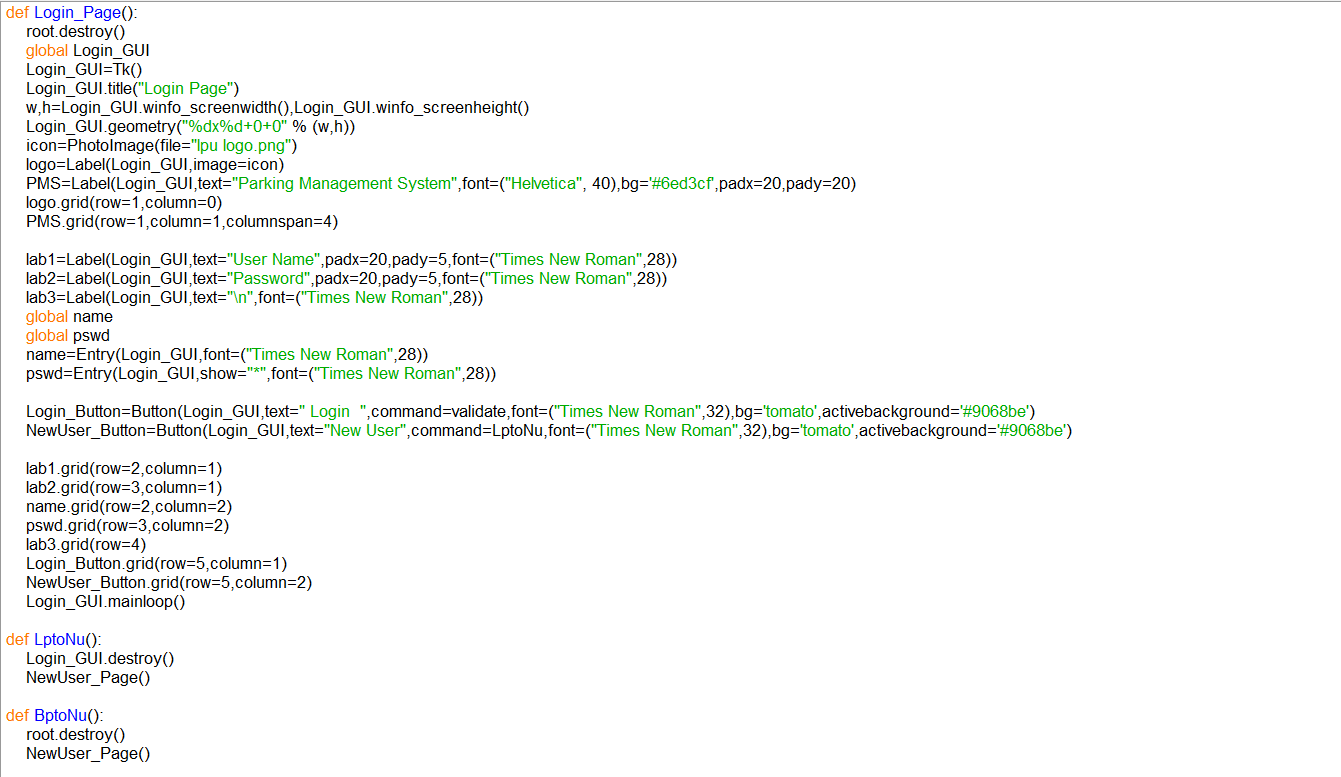 def Login_Page():
    root.destroy()
    global Login_GUI
    Login_GUI=Tk()
    Login_GUI.title("Login Page")
    w,h=Login_GUI.winfo_screenwidth(),Login_GUI.winfo_screenheight()
    Login_GUI.geometry("%dx%d+0+0" % (w,h))
    icon=PhotoImage(file="lpu logo.png")
    logo=Label(Login_GUI,image=icon)
    PMS=Label(Login_GUI,text="Parking Management System",font=("Helvetica", 40),bg='#6ed3cf',padx=20,pady=20)
    logo.grid(row=1,column=0)
    PMS.grid(row=1,column=1,columnspan=4)

    lab1=Label(Login_GUI,text="User Name",padx=20,pady=5,font=("Times New Roman",28))
    lab2=Label(Login_GUI,text="Password",padx=20,pady=5,font=("Times New Roman",28))
    lab3=Label(Login_GUI,text="\n",font=("Times New Roman",28))
    global name
    global pswd
    name=Entry(Login_GUI,font=("Times New Roman",28))
    pswd=Entry(Login_GUI,show="*",font=("Times New Roman",28))

    Login_Button=Button(Login_GUI,text=" Login  ",command=validate,font=("Times New Roman",32),bg='tomato',activebackground='#9068be')
    NewUser_Button=Button(Login_GUI,text="New User",command=LptoNu,font=("Times New Roman",32),bg='tomato',activebackground='#9068be')

    lab1.grid(row=2,column=1)
    lab2.grid(row=3,column=1)
    name.grid(row=2,column=2)
    pswd.grid(row=3,column=2)
    lab3.grid(row=4)
    Login_Button.grid(row=5,column=1)
    NewUser_Button.grid(row=5,column=2)
    Login_GUI.mainloop()

def LptoNu():
    Login_GUI.destroy()
    NewUser_Page()

def BptoNu():
    root.destroy()
    NewUser_Page()